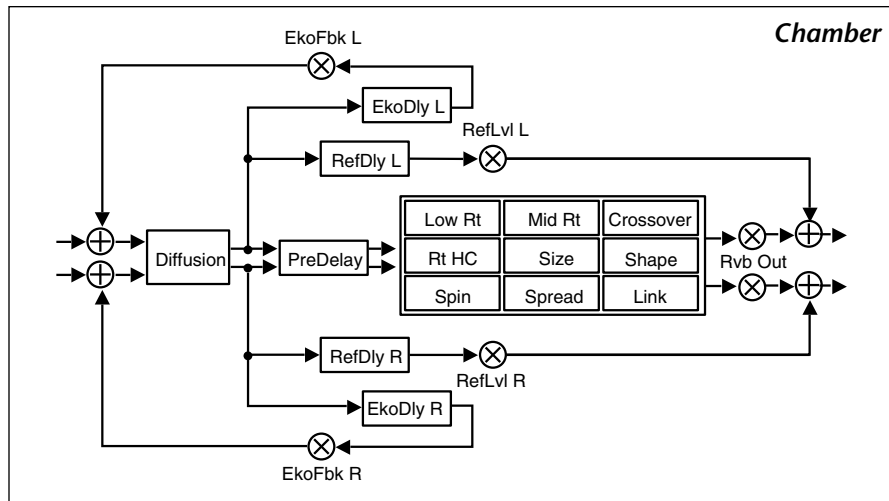 Chamber
EkoFbk L
EkoDly L
RefLvl L
RefDly L
Low Rt Mid Rt Crossover
Diffusion PreDelay Rt HC Size Shape Rvb Out
Spin Spread Link
RefDly R
RefLvl R
EkoDly R
EkoFbk R